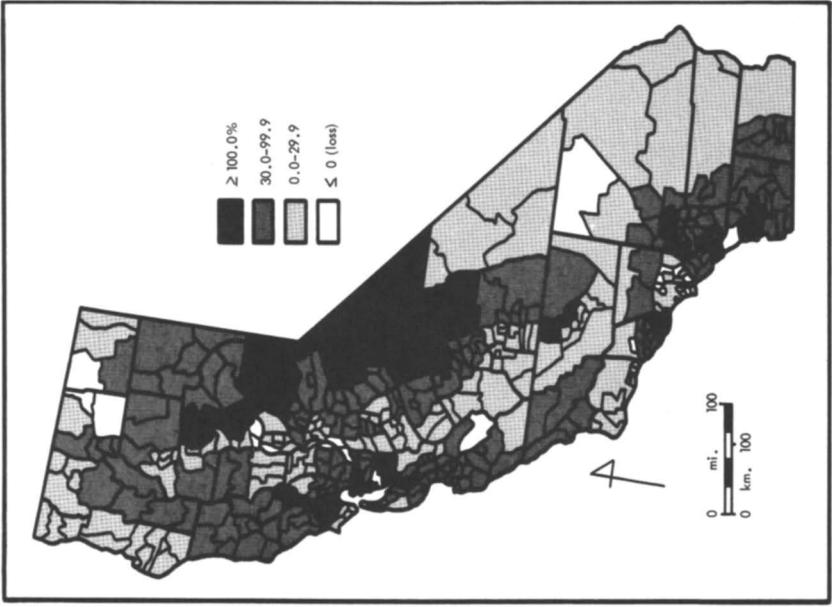 ≥ 100.0%
30.0-99.9
0.0-29.9
≤ 0 (loss)
0 mi. 100
0 km. 100